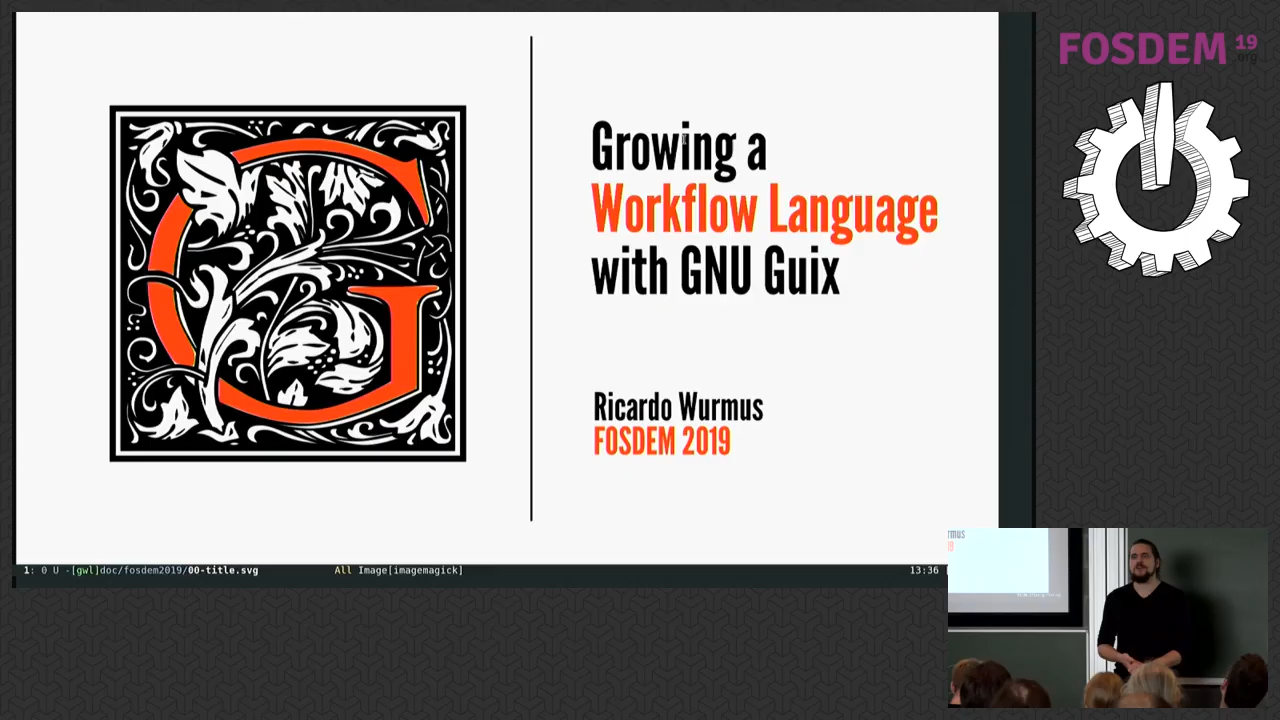 Growing a
Workflow Language
with GNU Guix
Ricardo Wurmus
FOSDEM 2019
1: 0 U -[gwl]doc/fosdem2019/00-title.svg All Image[imagemagick] 13:36
FOSDEM 19
.org